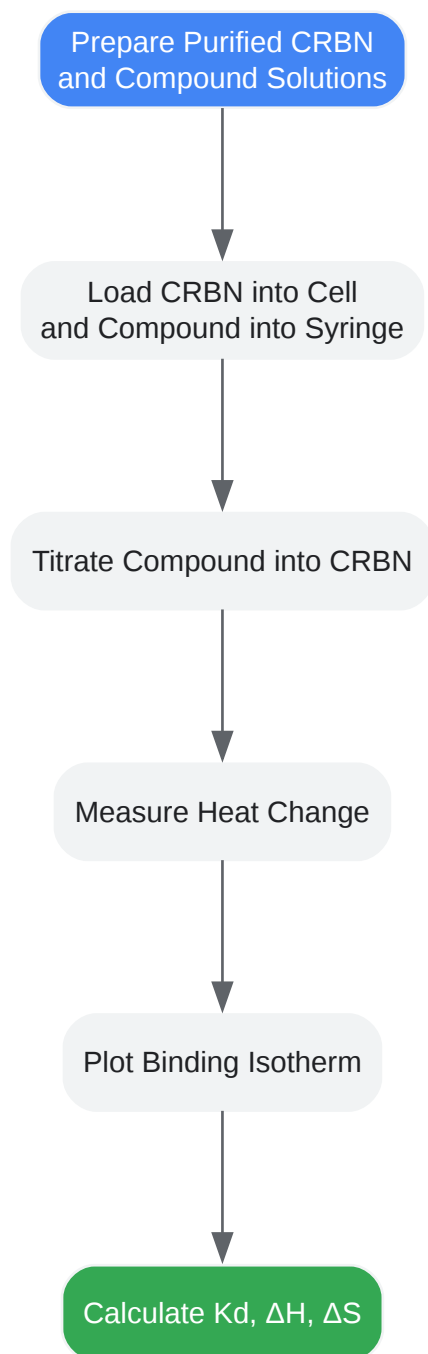 Prepare Purified CRBN
and Compound Solutions
Load CRBN into Cell
and Compound into Syringe
Titrate Compound into CRBN
Measure Heat Change
Plot Binding Isotherm
Calculate Kd, ΔH, ΔS